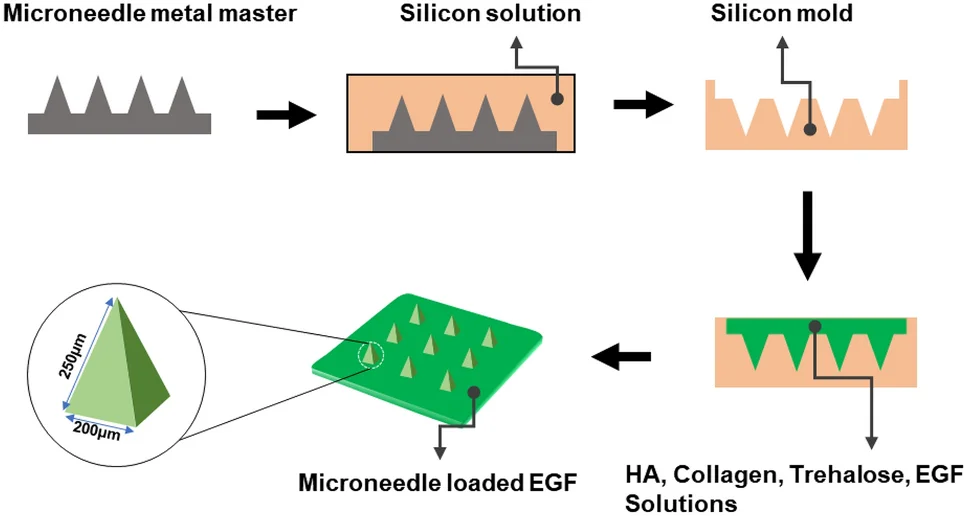 Microneedle metal master
Silicon solution
Silicon mold
250μm
200μm
Microneedle loaded EGF
HA, Collagen, Trehalose, EGF
Solutions